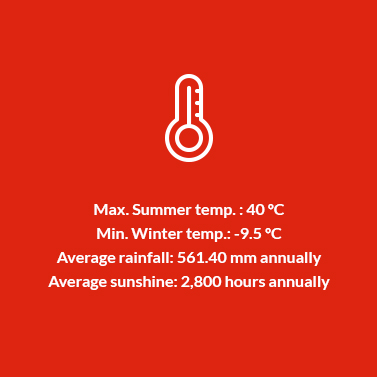 Max. Summer temp. : 40 ºC
Min. Winter temp.: -9.5 ºC
Average rainfall: 561.40 mm annually
Average sunshine: 2,800 hours annually